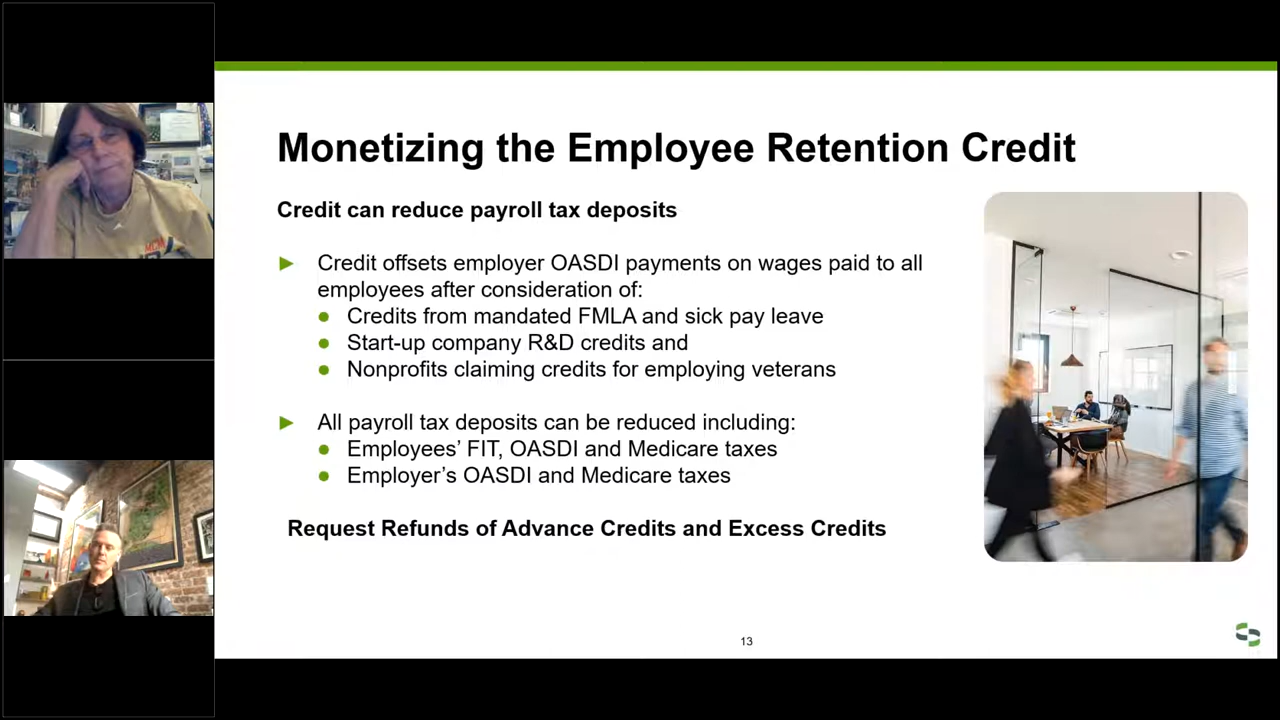 Monetizing the Employee Retention Credit
Credit can reduce payroll tax deposits
► Credit offsets employer OASDI payments on wages paid to all
employees after consideration of:
● Credits from mandated FMLA and sick pay leave
● Start-up company R&D credits and
● Nonprofits claiming credits for employing veterans
► All payroll tax deposits can be reduced including:
● Employees’ FIT, OASDI and Medicare taxes
● Employer’s OASDI and Medicare taxes
Request Refunds of Advance Credits and Excess Credits
13